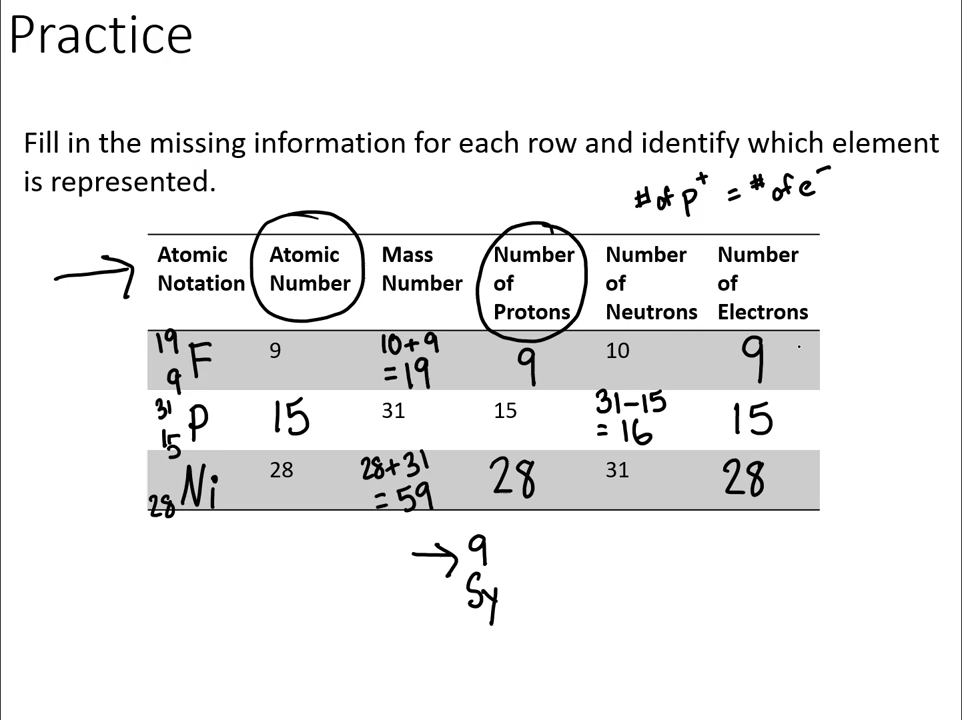 Practice
Fill in the missing information for each row and identify which element
is represented.
# of p+ = # of e−
Atomic Notation
Atomic Number
Mass Number
Number of Protons
Number of Neutrons
Number of Electrons
19 9 F
9
10+9 =19
9
10
9
31 15 P
15
31
15
31−15 = 16
15
28 Ni
28
28+31 = 59
28
31
28
→ 9
Sy